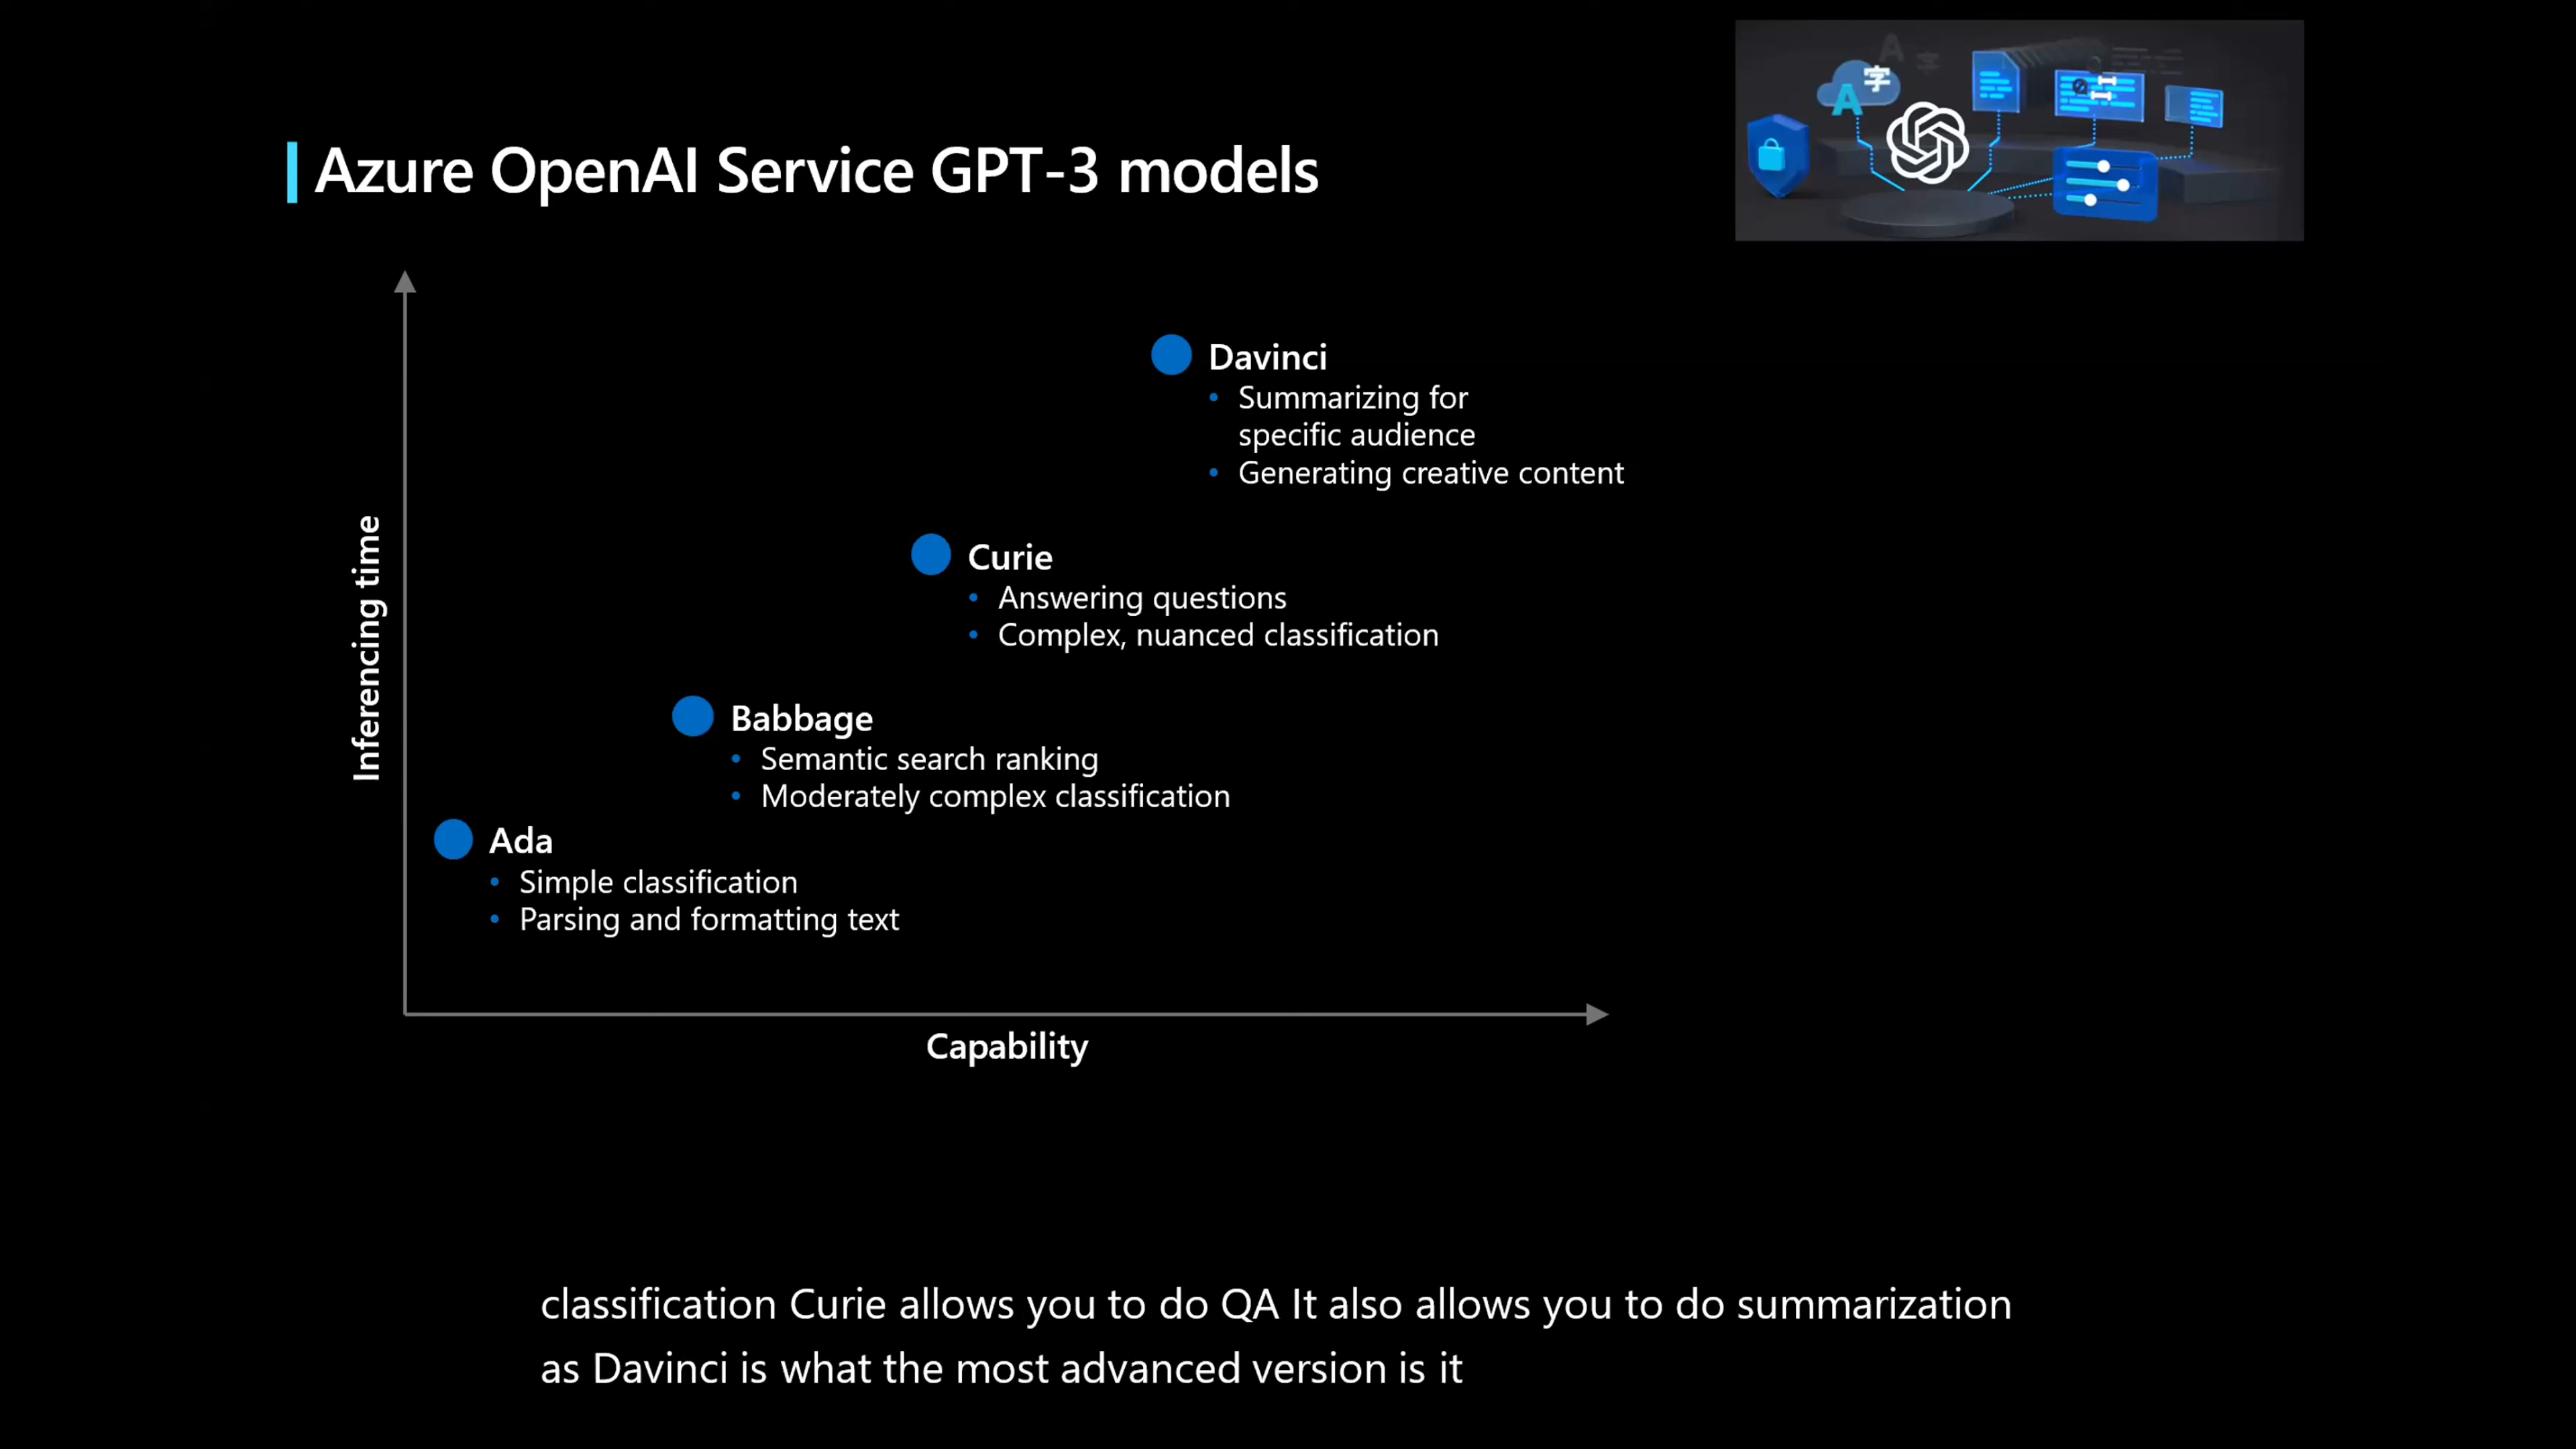 Azure OpenAI Service GPT-3 models
A字
Inferencing time
Davinci
• Summarizing for
specific audience
• Generating creative content
Curie
• Answering questions
• Complex, nuanced classification
Babbage
• Semantic search ranking
• Moderately complex classification
Ada
• Simple classification
• Parsing and formatting text
Capability
classification Curie allows you to do QA It also allows you to do summarization
as Davinci is what the most advanced version is it